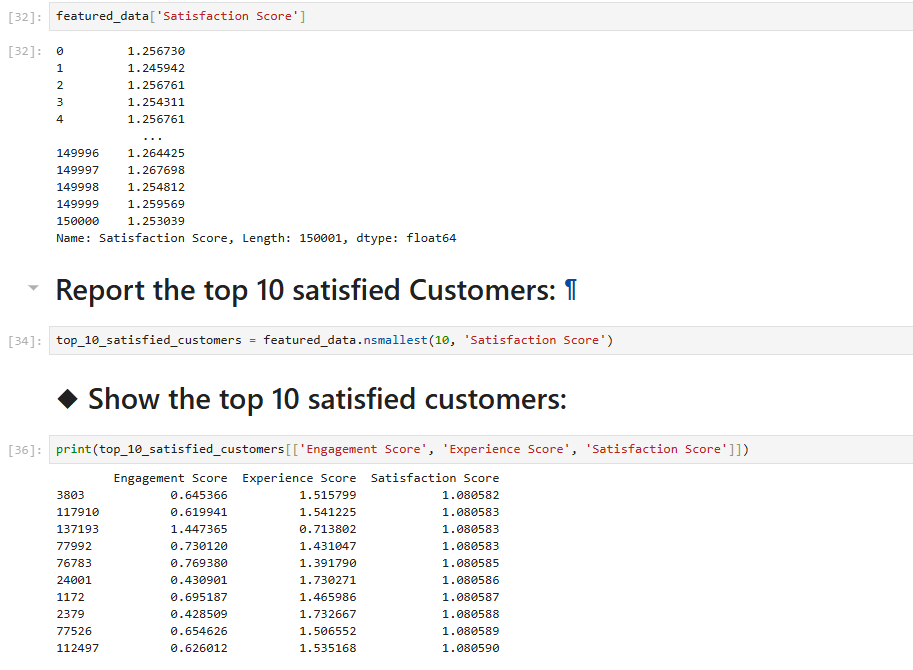 [32]: featured_data['Satisfaction Score']
[32]: 0 1.256730
1 1.245942
2 1.256761
3 1.254311
4 1.256761
...
149996 1.264425
149997 1.267698
149998 1.254812
149999 1.259569
150000 1.253039
Name: Satisfaction Score, Length: 150001, dtype: float64
Report the top 10 satisfied Customers: ¶
[34]: top_10_satisfied_customers = featured_data.nsmallest(10, 'Satisfaction Score')
◆ Show the top 10 satisfied customers:
[36]: print(top_10_satisfied_customers[['Engagement Score', 'Experience Score', 'Satisfaction Score']])
Engagement Score Experience Score Satisfaction Score
3803 0.645366 1.515799 1.080582
117910 0.619941 1.541225 1.080583
137193 1.447365 0.713802 1.080583
77992 0.730120 1.431047 1.080583
76783 0.769380 1.391790 1.080585
24001 0.430901 1.730271 1.080586
1172 0.695187 1.465986 1.080587
2379 0.428509 1.732667 1.080588
77526 0.654626 1.506552 1.080589
112497 0.626012 1.535168 1.080590